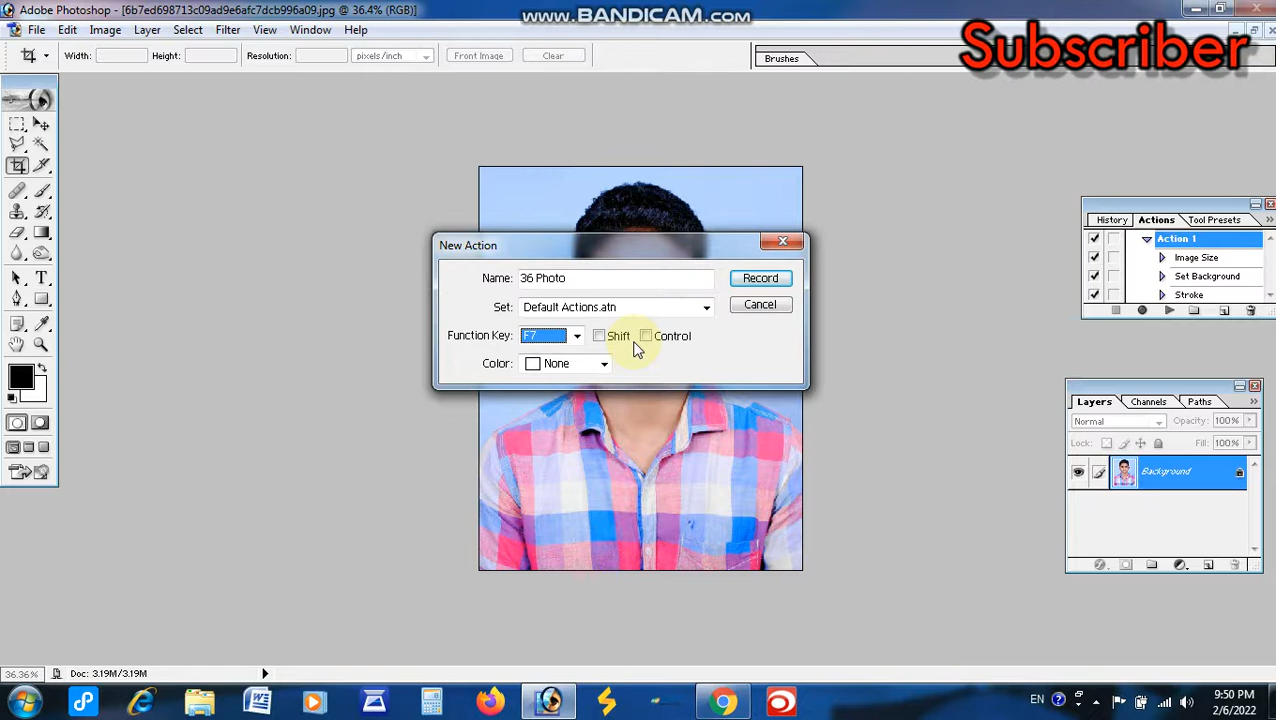 Adobe Photoshop - [6b7ed698713c09ad9e6afc7dcb996a09.jpg @ 36.4% (RGB)]
www.BANDICAM.com
File Edit Image Layer Select Filter View Window Help
Subscriber
Width: Height: Resolution: pixels/inch Front Image Clear
Brushes
New Action
Name: 36 Photo Record
Set: Default Actions.atn Cancel
Function Key: F7 Shift Control
Color: None
History Actions Tool Presets
Action 1
Image Size
Set Background
Stroke
Layers Channels Paths
Normal Opacity: 100%
Lock: Fill: 100%
Background
36.36% Doc: 3.19M/3.19M
EN 9:50 PM
2/6/2022